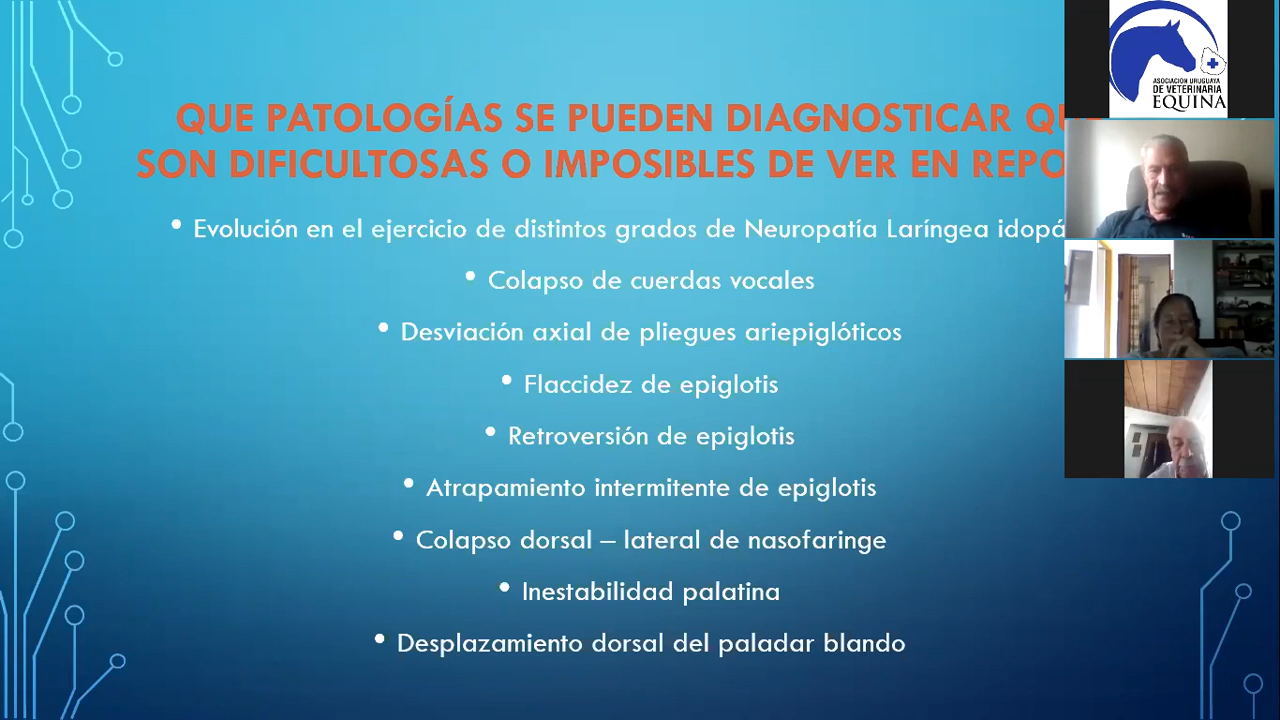 QUE PATOLOGÍAS SE PUEDEN DIAGNOSTICAR
SON DIFICULTOSAS O IMPOSIBLES DE VER EN
• Evolución en el ejercicio de distintos grados de Neuropatía Laríngea
• Colapso de cuerdas vocales
• Desviación axial de pliegues ariepiglóticos
• Flaccidez de epiglotis
• Retroversión de epiglotis
• Atrapamiento intermitente de epiglotis
• Colapso dorsal – lateral de nasofaringe
• Inestabilidad palatina
• Desplazamiento dorsal del paladar blando
ASOCIACION URUGUAYA
DE VETERINARIA
EQUINA